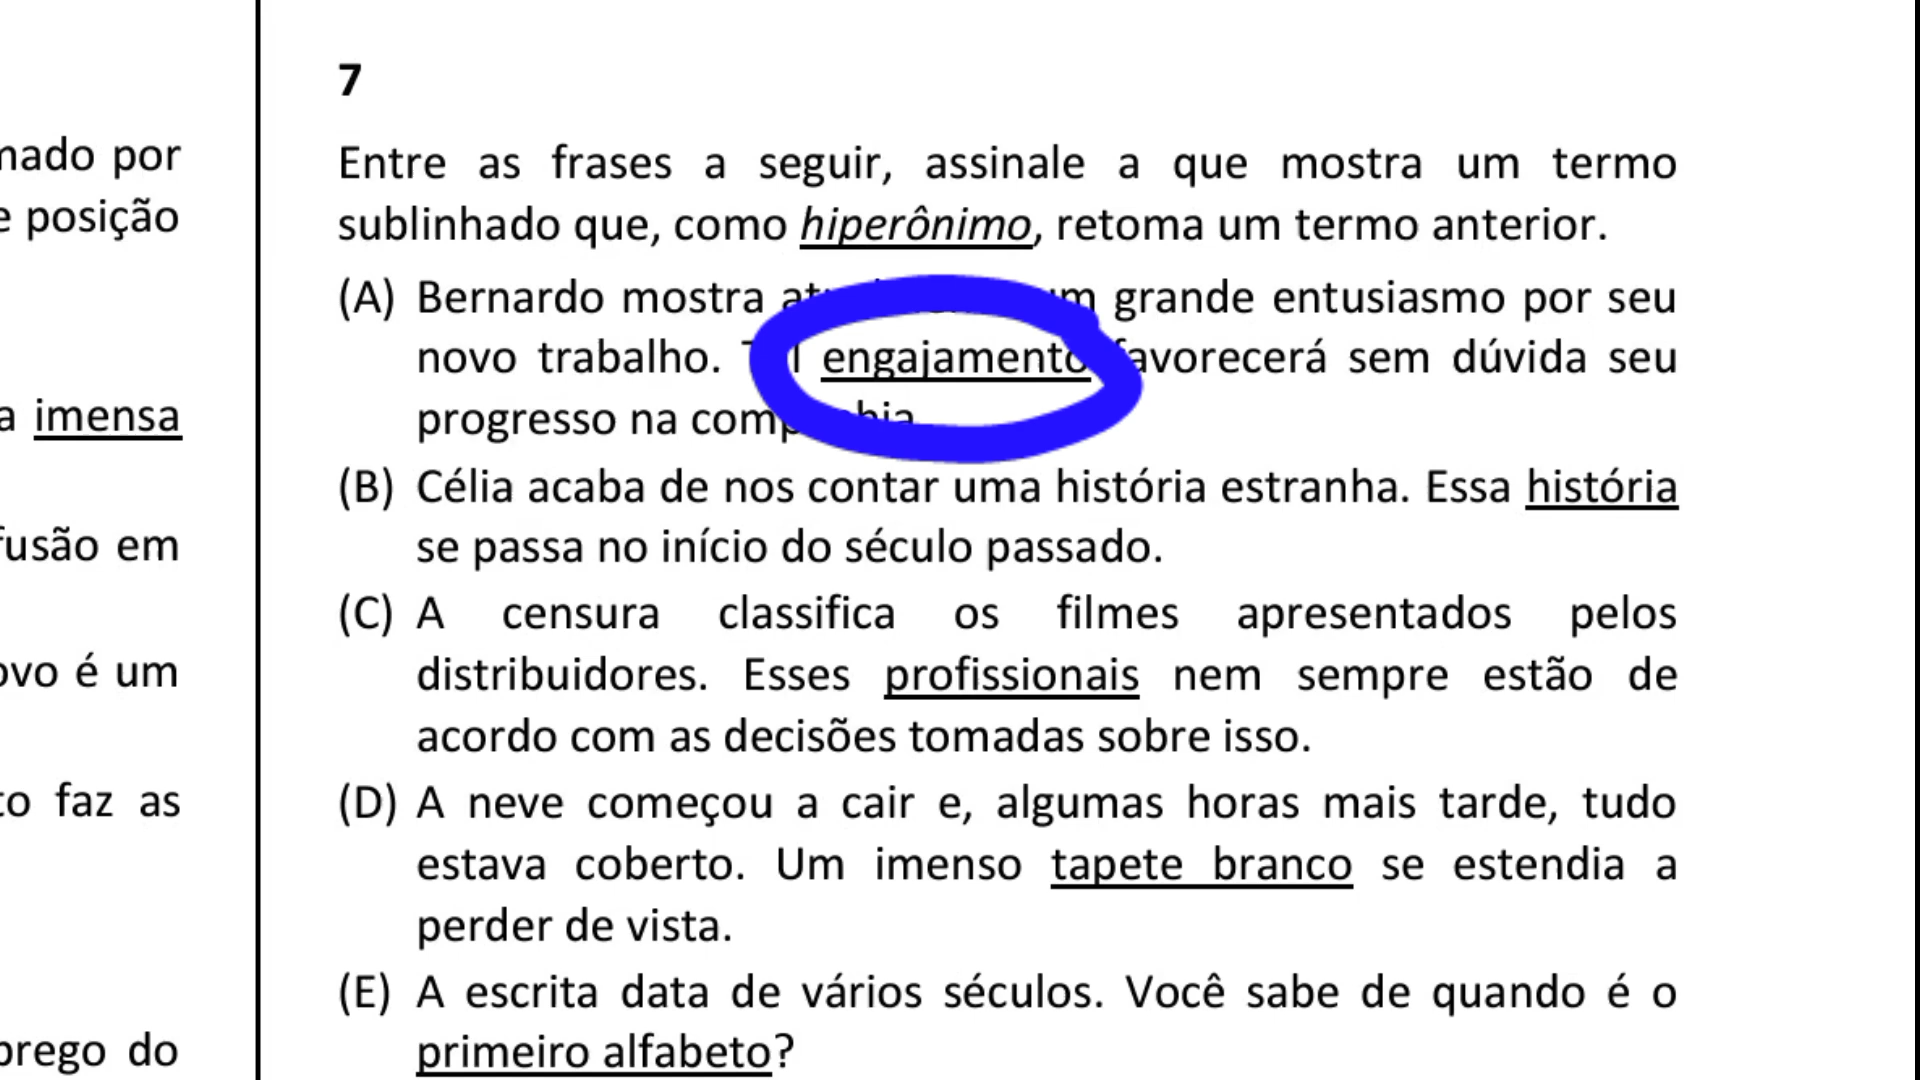 mado por
e posição
a imensa
fusão em
ovo é um
to faz as
prego do
7
Entre as frases a seguir, assinale a que mostra um termo
sublinhado que, como hiperônimo, retoma um termo anterior.
(A) Bernardo mostra grande entusiasmo por seu
novo trabalho. engajamento favorecerá sem dúvida seu
progresso na
(B) Célia acaba de nos contar uma história estranha. Essa história
se passa no início do século passado.
(C) A censura classifica os filmes apresentados pelos
distribuidores. Esses profissionais nem sempre estão de
acordo com as decisões tomadas sobre isso.
(D) A neve começou a cair e, algumas horas mais tarde, tudo
estava coberto. Um imenso tapete branco se estendia a
perder de vista.
(E) A escrita data de vários séculos. Você sabe de quando é o
primeiro alfabeto?